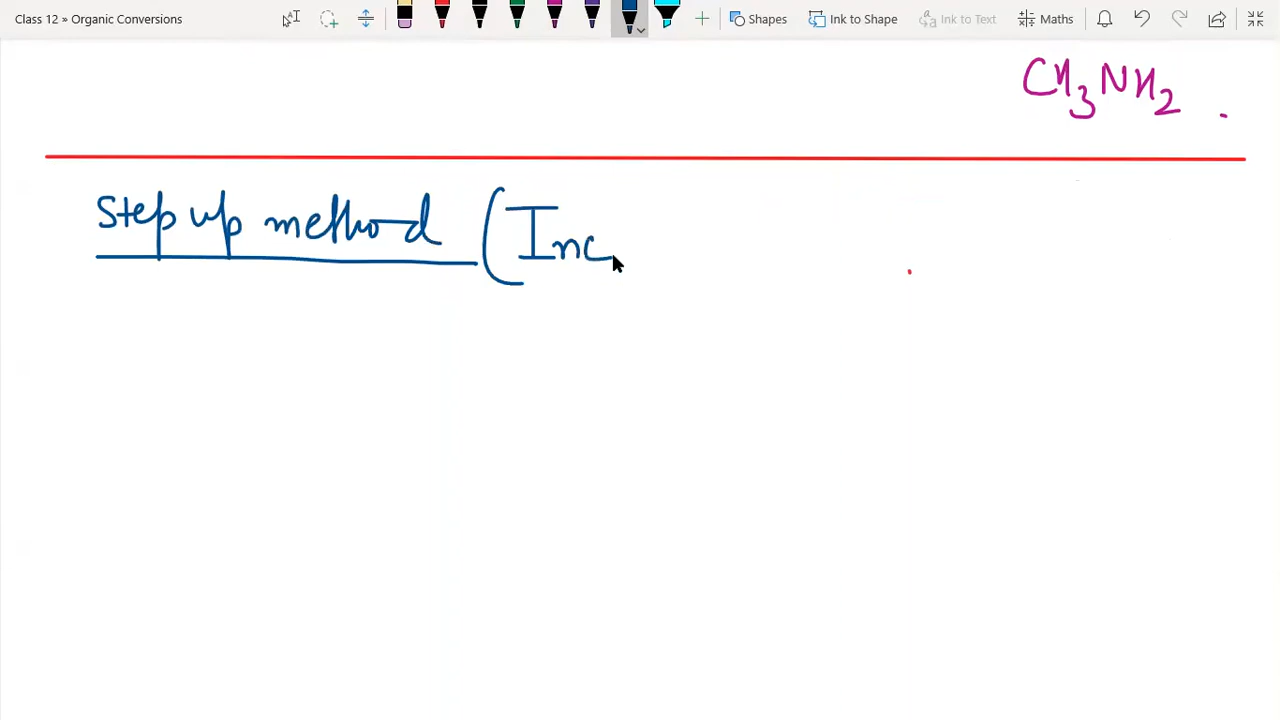 Class 12 » Organic Conversions
Shapes Ink to Shape Ink to Text Maths
CH3NH2 .
Step up method (Inc